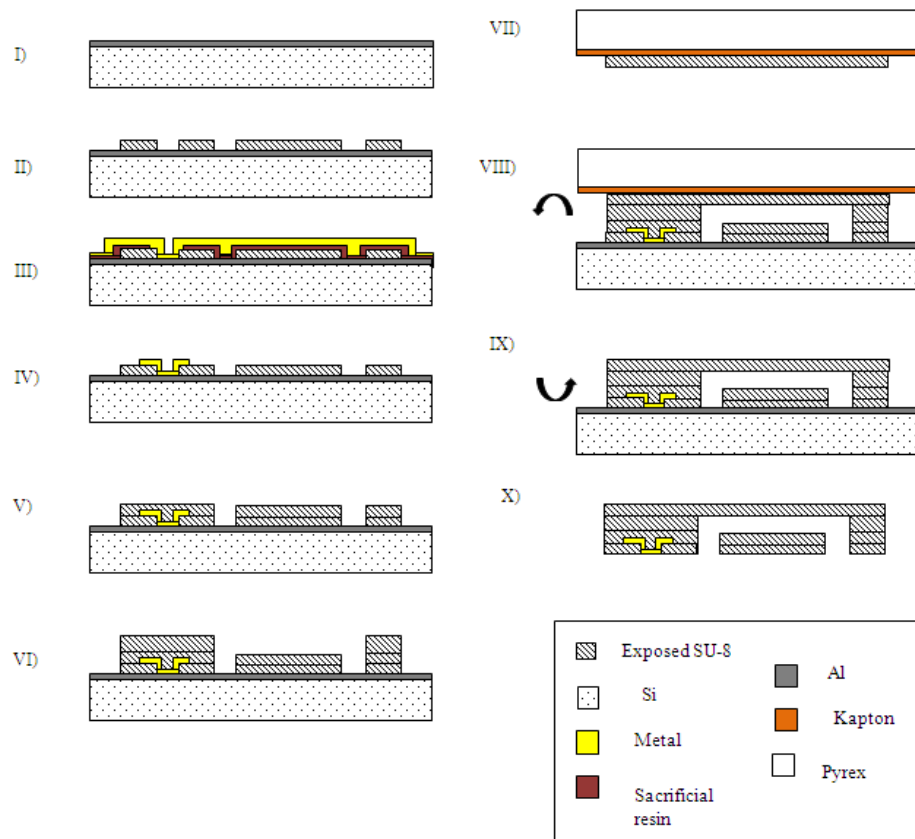 I)
II)
III)
IV)
V)
VI)
VII)
VIII)
IX)
X)
Exposed SU-8
Si
Metal
Sacrificial
resin
Al
Kapton
Pyrex